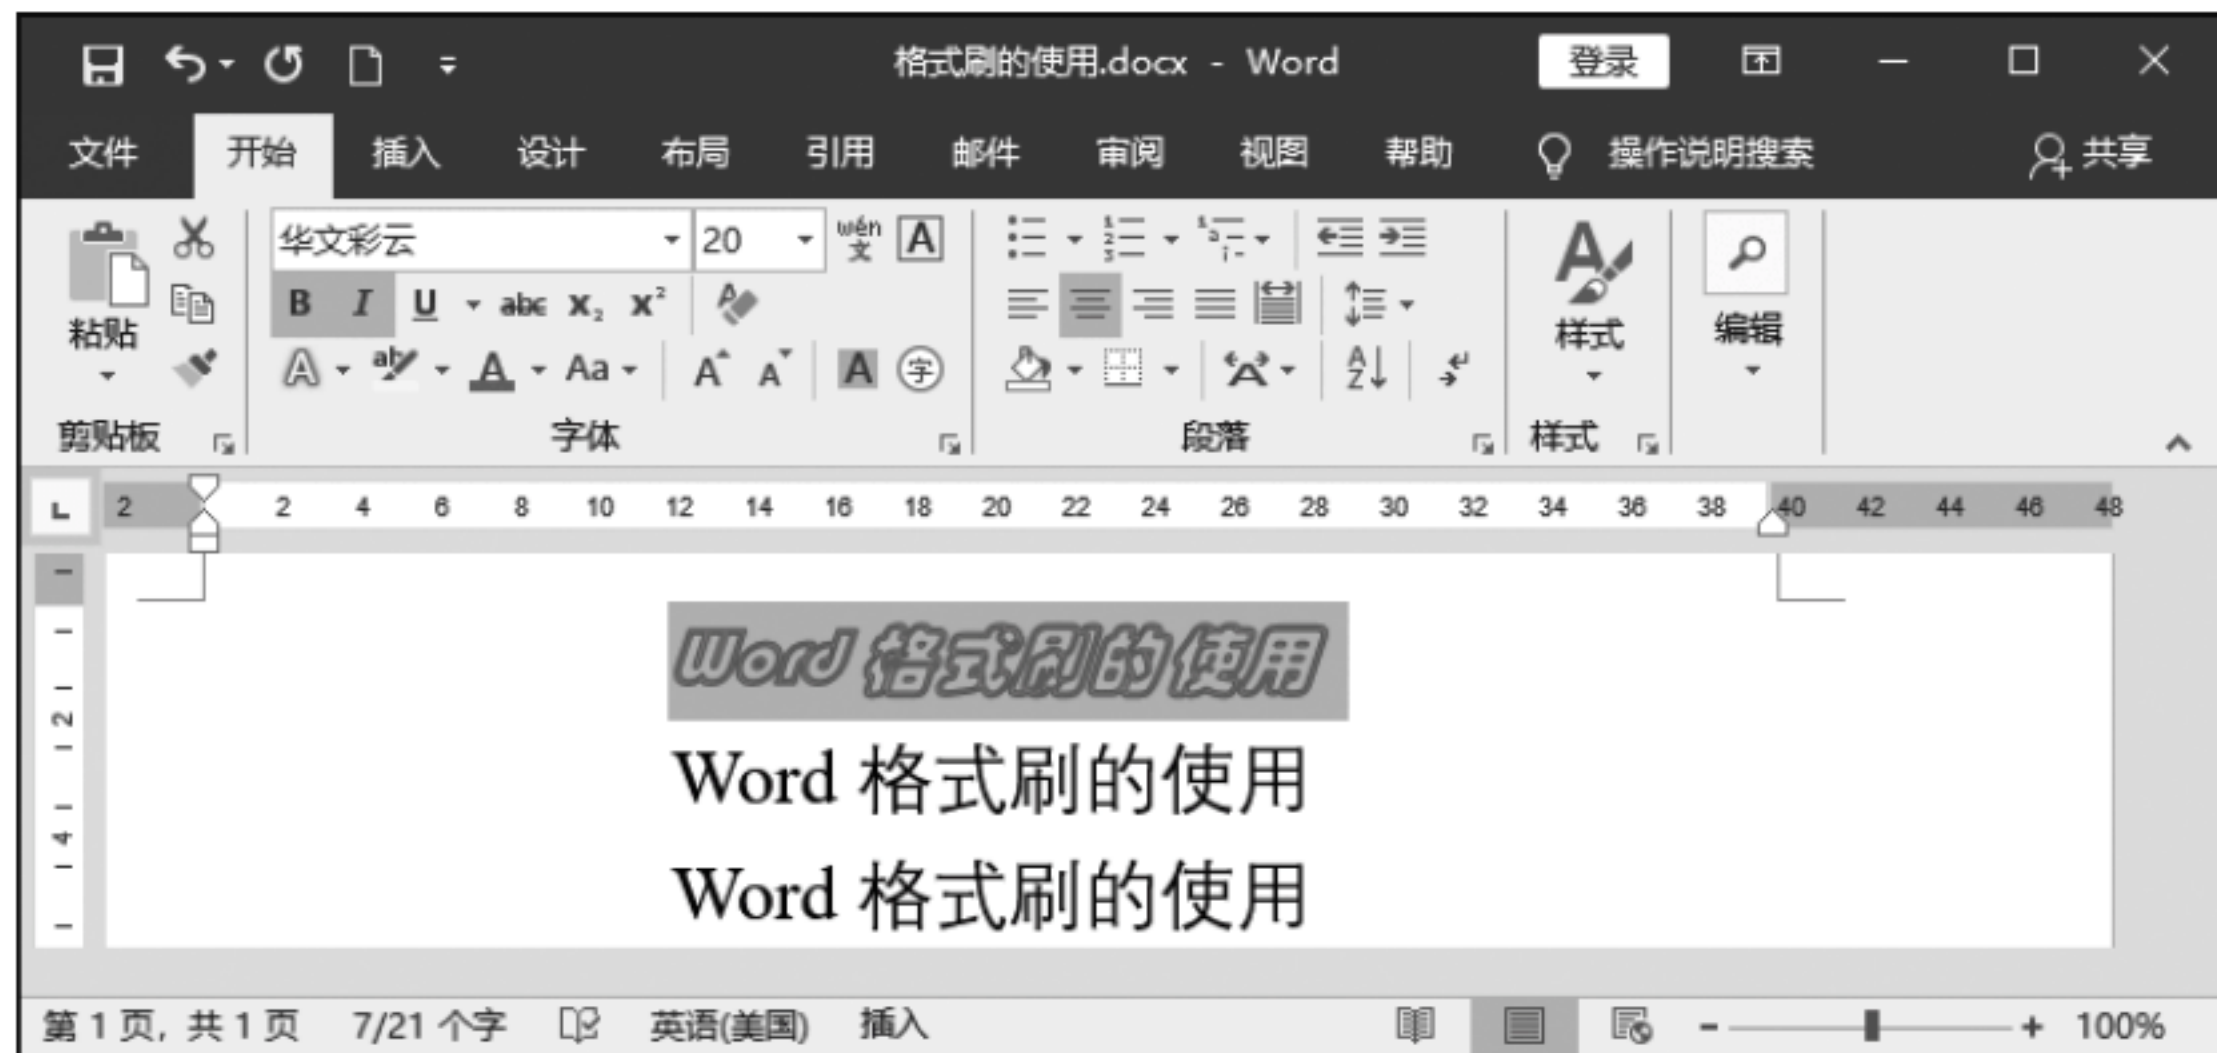 格式刷的使用.docx - Word 登录
文件 开始 插入 设计 布局 引用 邮件 审阅 视图 帮助 操作说明搜索 共享
华文彩云 20 wén 文 A
B I U abc x₂ x² A
粘贴 样式 编辑
A aby A Aa A A A 字 A A Z
剪贴板 字体 段落 样式
L 2 2 4 6 8 10 12 14 16 18 20 22 24 26 28 30 32 34 36 38 40 42 44 46 48
Word 格式刷的使用
2
Word 格式刷的使用
4
Word 格式刷的使用
第 1 页, 共 1 页 7/21 个字 英语(美国) 插入 - + 100%